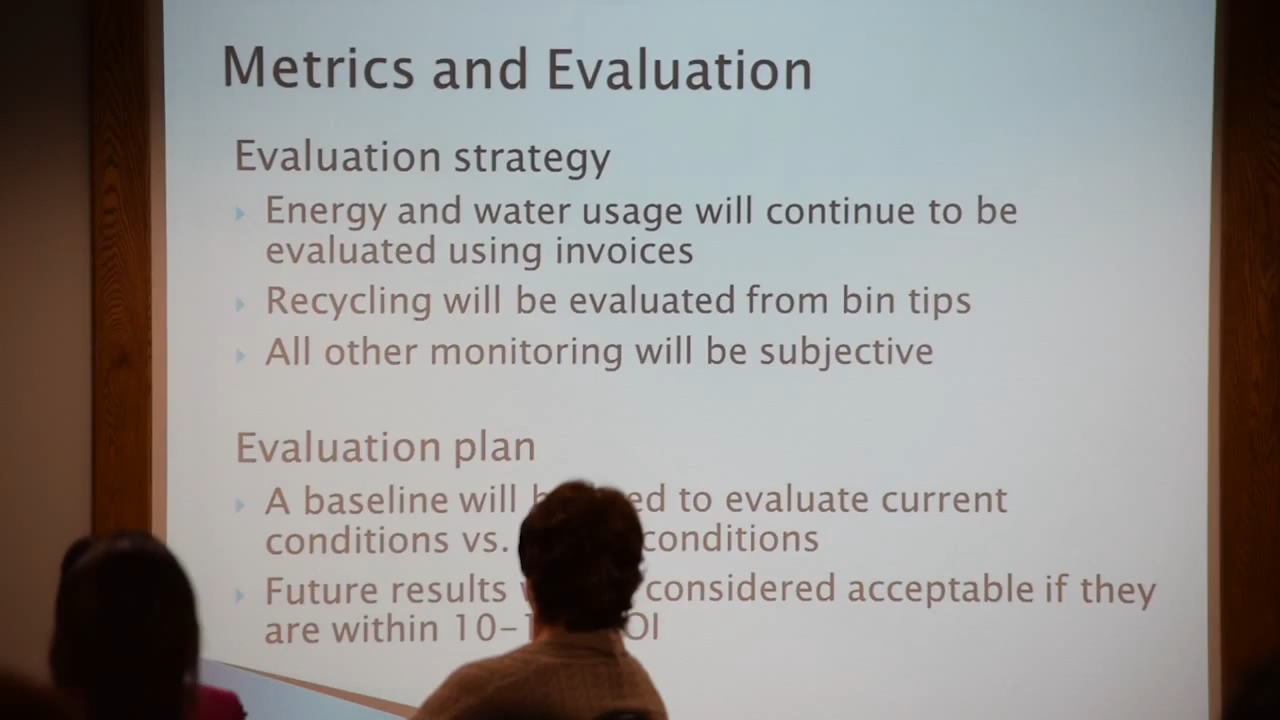 Metrics and Evaluation
Evaluation strategy
Energy and water usage will continue to be
evaluated using invoices
Recycling will be evaluated from bin tips
All other monitoring will be subjective
Evaluation plan
A baseline will to evaluate current
conditions vs. conditions
Future results considered acceptable if they
are within